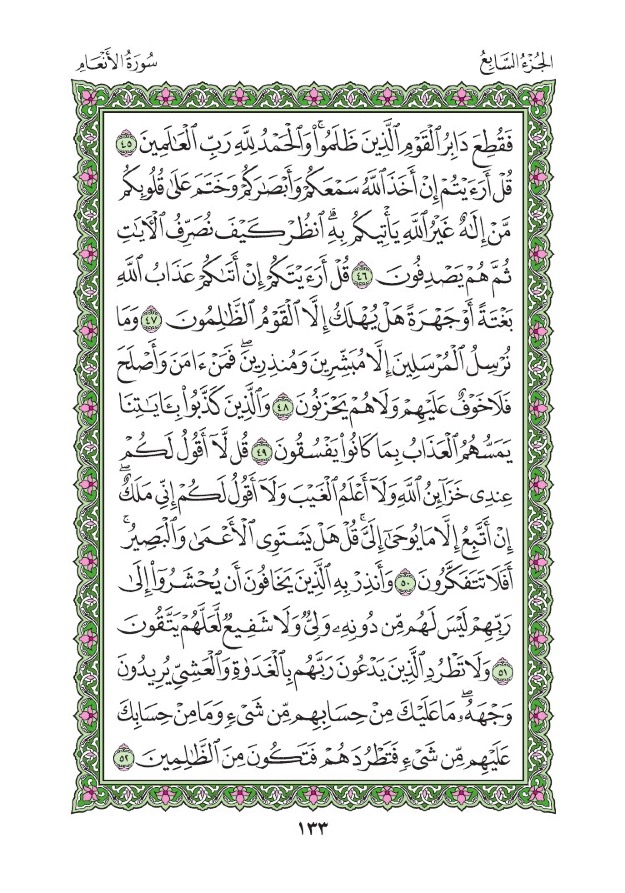 الجُزْءُ السَّابِعُ سُورَةُ الأَنْعَامِ
فَقُطِعَ دَابِرُ ٱلْقَوْمِ ٱلَّذِينَ ظَلَمُوا۟ ۚ وَٱلْحَمْدُ لِلَّهِ رَبِّ ٱلْعَـٰلَمِينَ ٤٥
قُلْ أَرَءَيْتُمْ إِنْ أَخَذَ ٱللَّهُ سَمْعَكُمْ وَأَبْصَـٰرَكُمْ وَخَتَمَ عَلَىٰ قُلُوبِكُم
مَّنْ إِلَـٰهٌ غَيْرُ ٱللَّهِ يَأْتِيكُم بِهِ ۗ ٱنظُرْ كَيْفَ نُصَرِّفُ ٱلْـَٔايَـٰتِ
ثُمَّ هُمْ يَصْدِفُونَ ٤٦ قُلْ أَرَءَيْتَكُمْ إِنْ أَتَىٰكُمْ عَذَابُ ٱللَّهِ
بَغْتَةً أَوْ جَهْرَةً هَلْ يُهْلَكُ إِلَّا ٱلْقَوْمُ ٱلظَّـٰلِمُونَ ٤٧ وَمَا
نُرْسِلُ ٱلْمُرْسَلِينَ إِلَّا مُبَشِّرِينَ وَمُنذِرِينَ ۖ فَمَنْ ءَامَنَ وَأَصْلَحَ
فَلَا خَوْفٌ عَلَيْهِمْ وَلَا هُمْ يَحْزَنُونَ ٤٨ وَٱلَّذِينَ كَذَّبُوا۟ بِـَٔايَـٰتِنَا
يَمَسُّهُمُ ٱلْعَذَابُ بِمَا كَانُوا۟ يَفْسُقُونَ ٤٩ قُل لَّآ أَقُولُ لَكُمْ
عِندِى خَزَآئِنُ ٱللَّهِ وَلَآ أَعْلَمُ ٱلْغَيْبَ وَلَآ أَقُولُ لَكُمْ إِنِّى مَلَكٌ ۖ
إِنْ أَتَّبِعُ إِلَّا مَا يُوحَىٰٓ إِلَىَّ ۚ قُلْ هَلْ يَسْتَوِى ٱلْأَعْمَىٰ وَٱلْبَصِيرُ ۚ
أَفَلَا تَتَفَكَّرُونَ ٥٠ وَأَنذِرْ بِهِ ٱلَّذِينَ يَخَافُونَ أَن يُحْشَرُوٓا۟ إِلَىٰ
رَبِّهِمْ ۙ لَيْسَ لَهُم مِّن دُونِهِۦ وَلِىٌّ وَلَا شَفِيعٌ لَّعَلَّهُمْ يَتَّقُونَ
٥١ وَلَا تَطْرُدِ ٱلَّذِينَ يَدْعُونَ رَبَّهُم بِٱلْغَدَوٰةِ وَٱلْعَشِىِّ يُرِيدُونَ
وَجْهَهُۥ ۖ مَا عَلَيْكَ مِنْ حِسَابِهِم مِّن شَىْءٍ وَمَا مِنْ حِسَابِكَ
عَلَيْهِم مِّن شَىْءٍ فَتَطْرُدَهُمْ فَتَكُونَ مِنَ ٱلظَّـٰلِمِينَ ٥٢
١٣٣